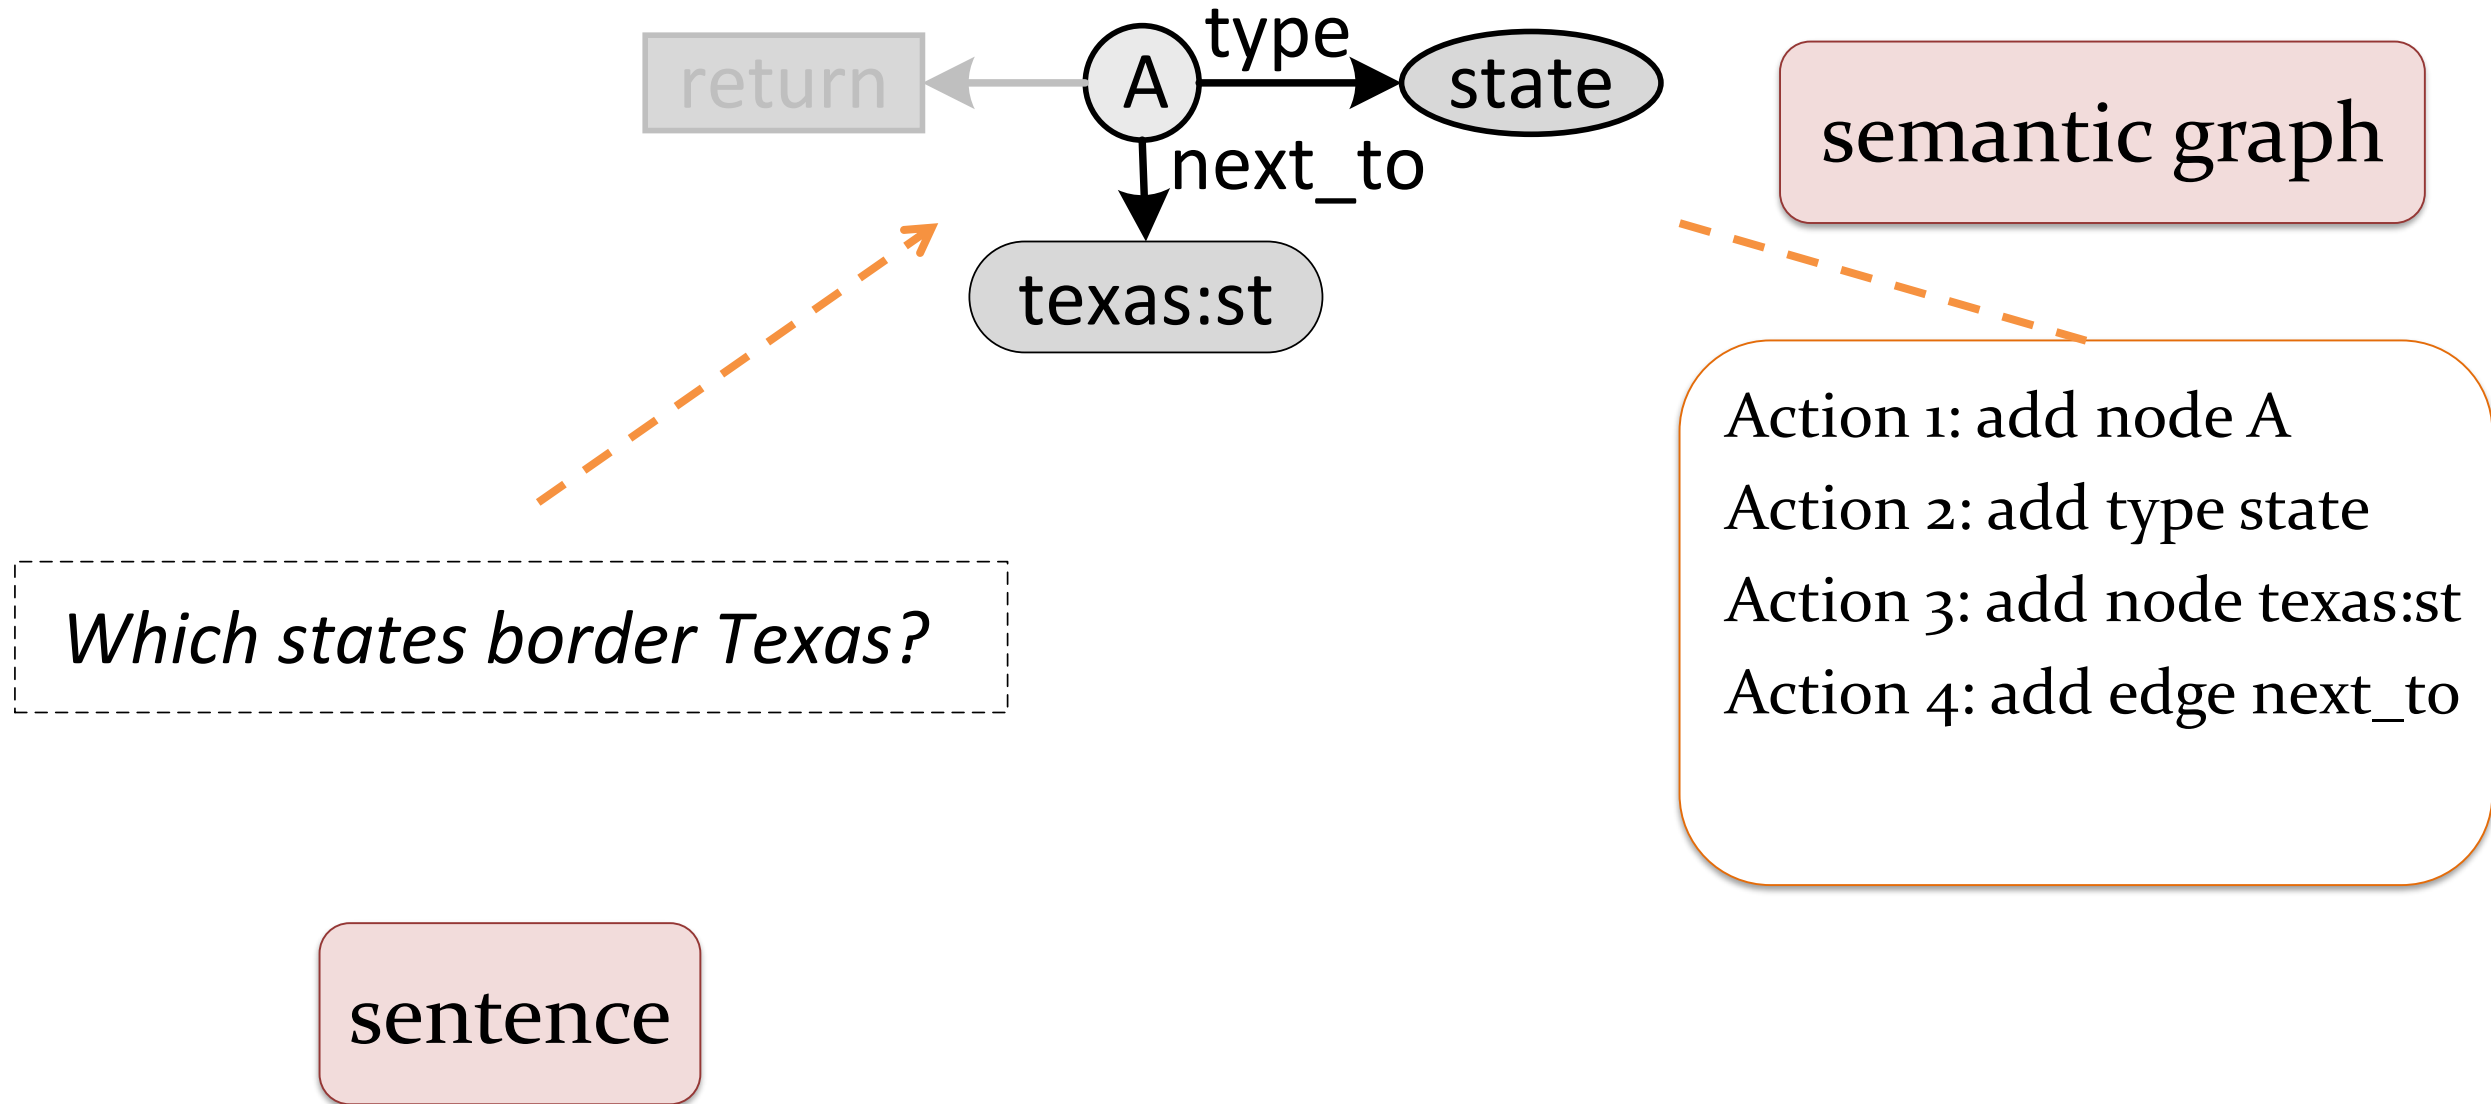 return
A
type
state
next_to
texas:st
semantic graph
Action 1: add node A
Action 2: add type state
Action 3: add node texas:st
Action 4: add edge next_to
Which states border Texas?
sentence